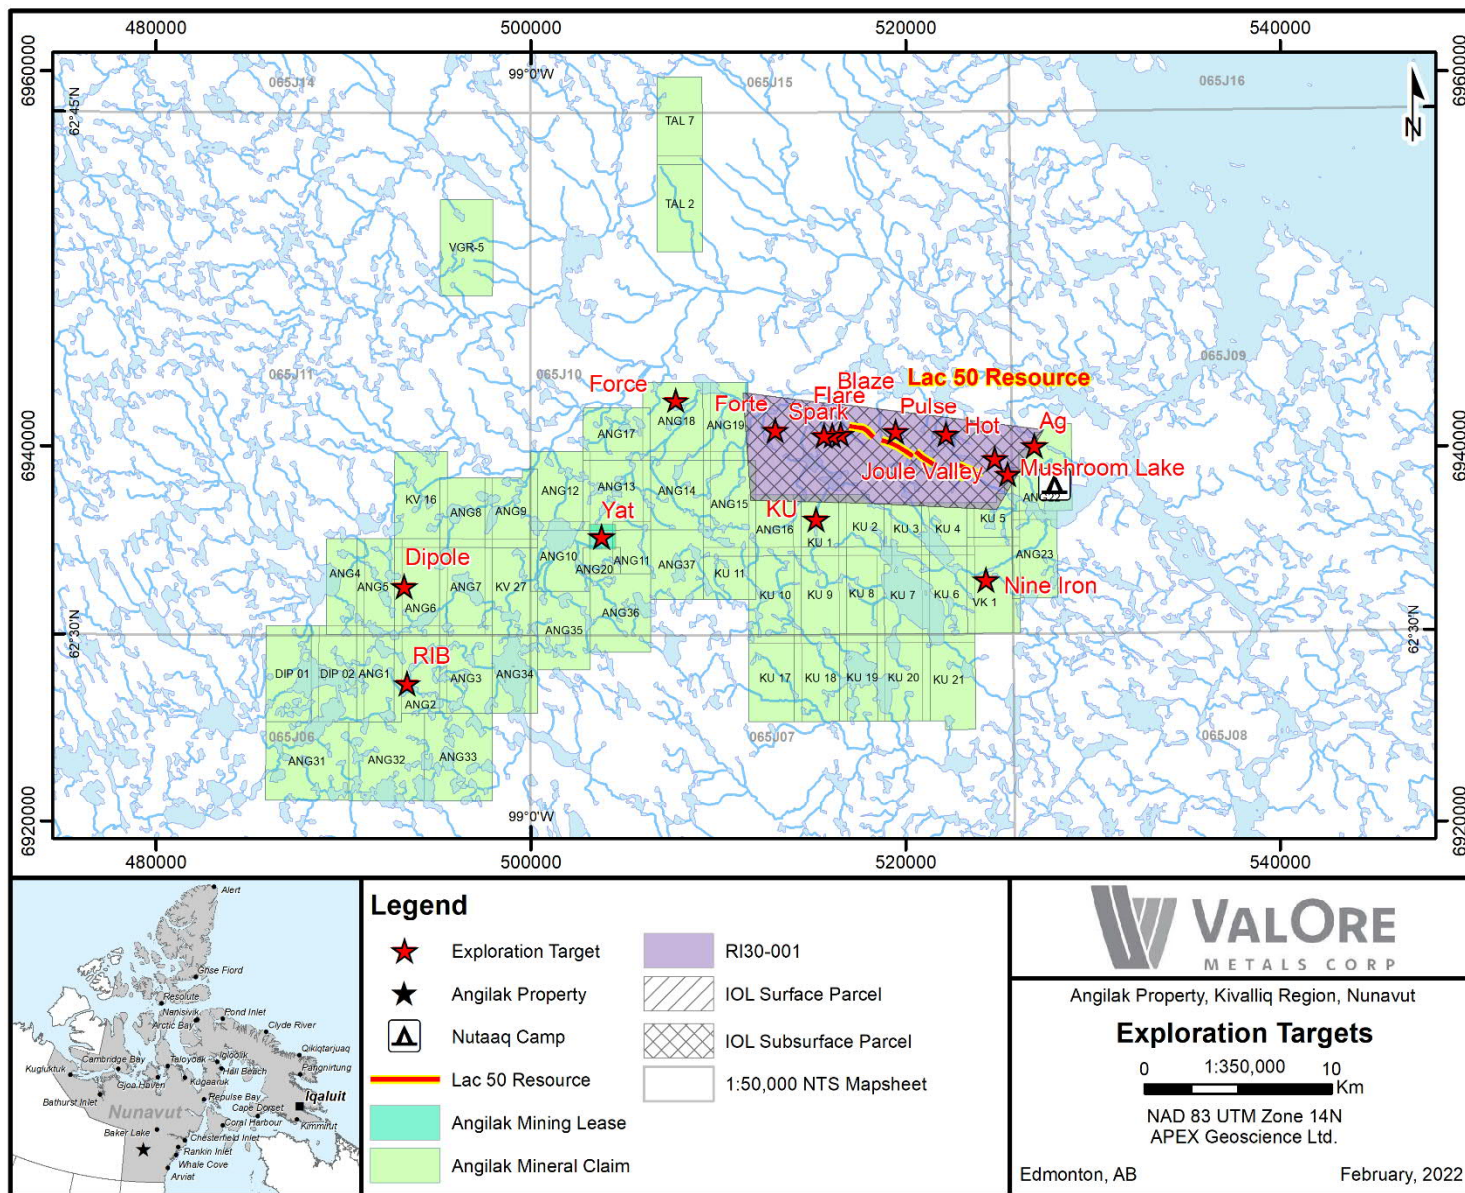 480000
500000
520000
540000
6960000
6940000
6920000
6960000
6940000
6920000
62°45'N
62°30'N
62°30'N
99°0'W
99°0'W
N
065J14
065J15
065J16
TAL 7
TAL 2
VGR-5
065J11
065J10
065J09
Force
Forte
Spark
Flare
Blaze
Lac 50 Resource
Pulse
Hot
Ag
Joule Valley
Mushroom Lake
ANG17
ANG18
ANG19
KV 16
ANG8
ANG9
ANG12
ANG13
ANG14
ANG15
ANG22
Yat
KU
ANG16
KU 1
KU 2
KU 3
KU 4
KU 5
Dipole
ANG4
ANG5
ANG6
ANG7
KV 27
ANG10
ANG20
ANG11
ANG37
KU 11
ANG23
KU 10
KU 9
KU 8
KU 7
KU 6
VK 1
Nine Iron
ANG36
ANG35
RIB
DIP 01
DIP 02
ANG1
ANG2
ANG3
ANG34
KU 17
KU 18
KU 19
KU 20
KU 21
065J06
065J07
065J08
ANG31
ANG32
ANG33
480000
500000
520000
540000
Alert
Grise Fiord
Resolute
Nanisivik
Arctic Bay
Pond Inlet
Clyde River
Qikiqtarjuaq
Pangnirtung
Igloolik
Hall Beach
Taloyoak
Cambridge Bay
Kugluktuk
Gjoa Haven
Kugaaruk
Bathurst Inlet
Repulse Bay
Iqaluit
Cape Dorset
Kimmirut
Nunavut
Coral Harbour
Baker Lake
Chesterfield Inlet
Rankin Inlet
Whale Cove
Arviat
Legend
Exploration Target
Angilak Property
Nutaaq Camp
Lac 50 Resource
Angilak Mining Lease
Angilak Mineral Claim
RI30-001
IOL Surface Parcel
IOL Subsurface Parcel
1:50,000 NTS Mapsheet
VALORE
METALS CORP
Angilak Property, Kivalliq Region, Nunavut
Exploration Targets
0 1:350,000 10
Km
NAD 83 UTM Zone 14N
APEX Geoscience Ltd.
Edmonton, AB February, 2022